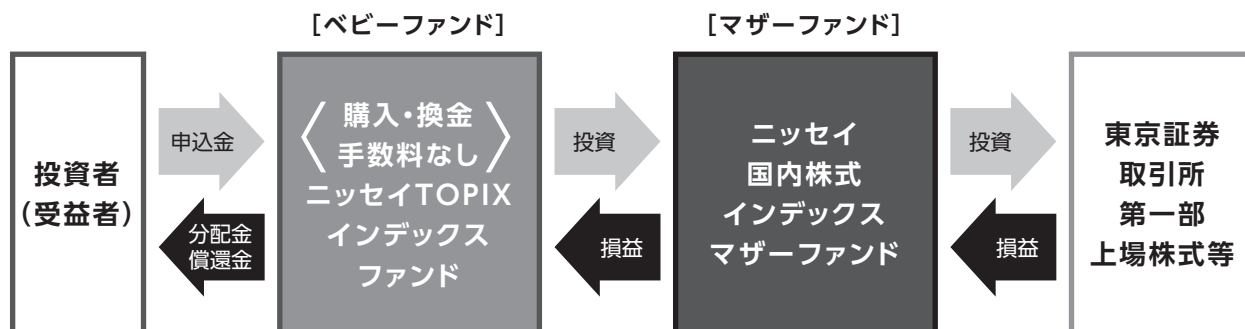 [ベビーファンド]
[マザーファンド]
投資者
(受益者)
申込金
分配金
償還金
〈購入・換金
手数料なし〉
ニッセイTOPIX
インデックス
ファンド
投資
損益
ニッセイ
国内株式
インデックス
マザーファンド
投資
損益
東京証券
取引所
第一部
上場株式等